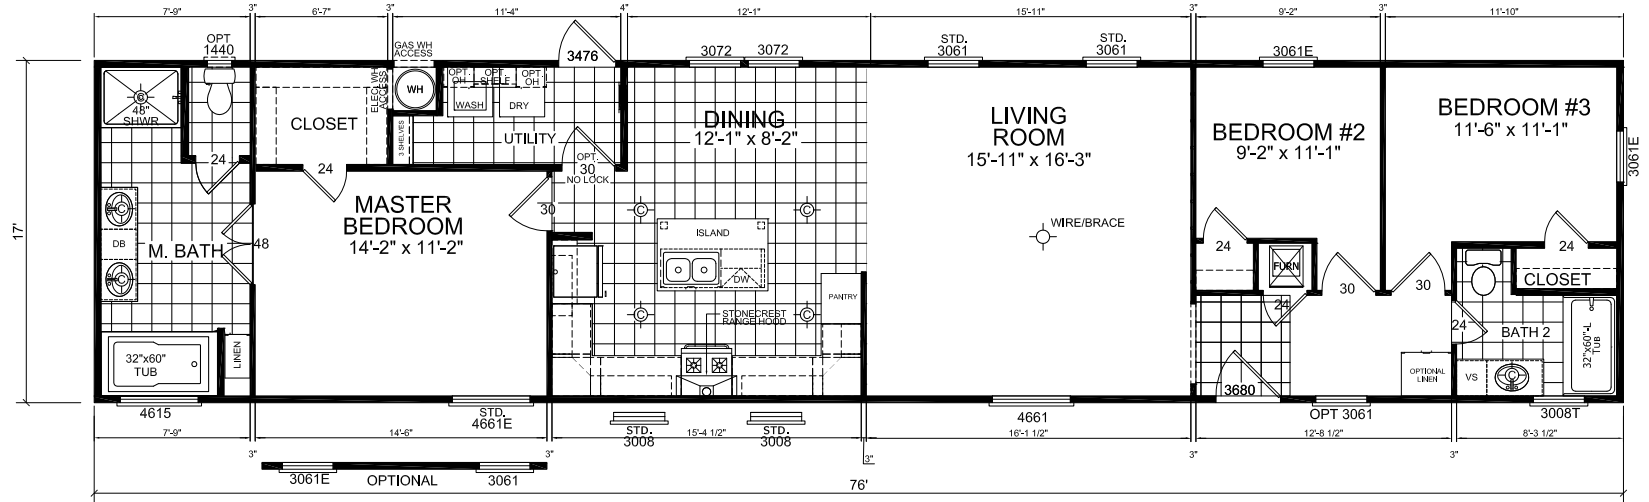 7'-9"
3"
6'-7"
3"
11'-4"
4"
12'-1"
15'-11"
3"
9'-2"
3"
11'-10"
OPT
1440
GAS WH
ACCESS
3476
3072
3072
STD.
3061
STD.
3061
3061E
48"
SHWR
24
CLOSET
24
ELEC WH
ACCESS
WH
3 SHELVES
OPT.
OH
OPT.
SHELF
OPT.
OH
WASH
DRY
UTILITY
OPT.
30
NO LOCK
DINING
12'-1" x 8'-2"
LIVING
ROOM
15'-11" x 16'-3"
BEDROOM #2
9'-2" x 11'-1"
BEDROOM #3
11'-6" x 11'-1"
3061E
17'
MASTER
BEDROOM
14'-2" x 11'-2"
30
DB
M. BATH
48
C
C
C
C
ISLAND
DW
WIRE/BRACE
24
FURN
24
30
30
24
CLOSET
PANTRY
STONECREST
RANGE HOOD
C
C
24
BATH 2
32"x60"-L
TUB
32"x60"
TUB
LINEN
OPTIONAL
LINEN
VS
C
3680
4615
STD.
4661E
STD.
3008
STD.
3008
4661
OPT 3061
3008T
7'-9"
3"
14'-6"
3"
15'-4 1/2"
3"
16'-1 1/2"
3"
12'-8 1/2"
3"
8'-3 1/2"
3061E
OPTIONAL
3061
76'